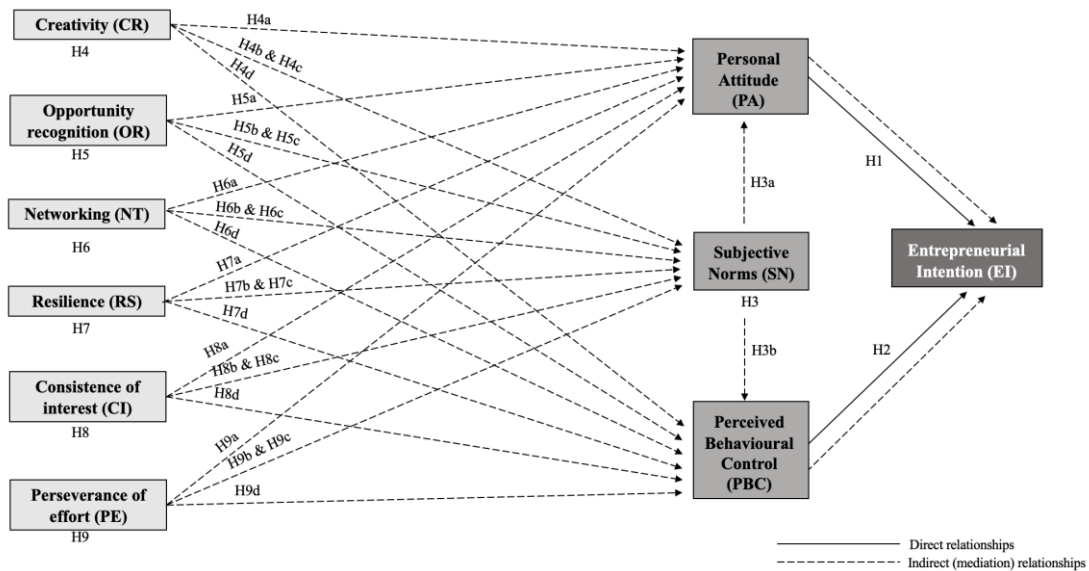 Creativity (CR)
H4
Opportunity
recognition (OR)
H5
Networking (NT)
H6
Resilience (RS)
H7
Consistence of
interest (CI)
H8
Perseverance of
effort (PE)
H9
H4a
H4b & H4c
H4d
H5a
H5b & H5c
H5d
H6a
H6b & H6c
H6d
H7a
H7b & H7c
H7d
H8a
H8b & H8c
H8d
H9a
H9b & H9c
H9d
Personal
Attitude
(PA)
H3a
Subjective
Norms (SN)
H3
H3b
Perceived
Behavioural
Control
(PBC)
H1
H2
Entrepreneurial
Intention (EI)
Direct relationships
Indirect (mediation) relationships